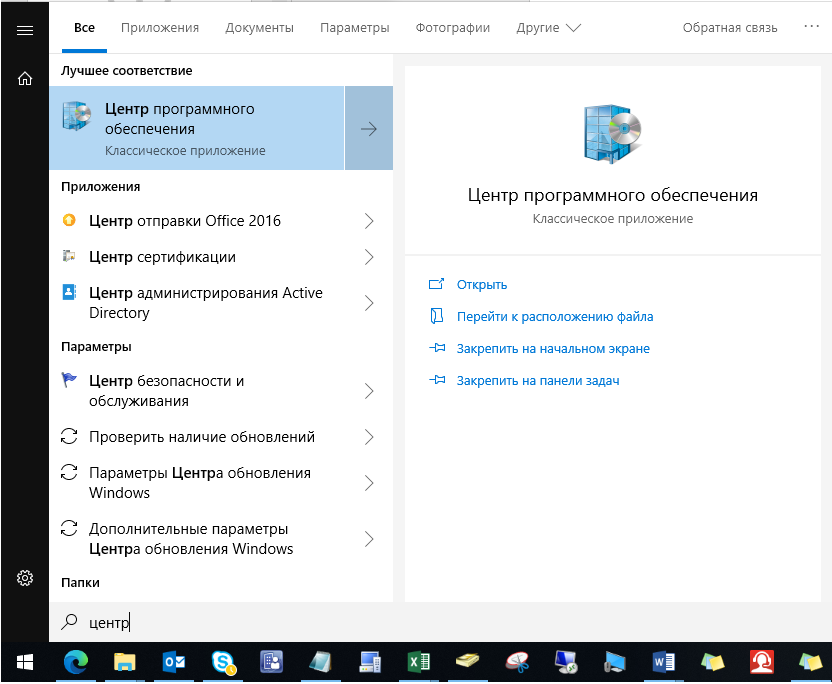 Все Приложения Документы Параметры Фотографии Другие Обратная связь ...
Лучшее соответствие
Центр программного
обеспечения
Классическое приложение
Приложения
Центр отправки Office 2016
Центр сертификации
Центр администрирования Active
Directory
Параметры
Центр безопасности и
обслуживания
Проверить наличие обновлений
Параметры Центра обновления
Windows
Дополнительные параметры
Центра обновления Windows
Папки
центр
Центр программного обеспечения
Классическое приложение
Открыть
Перейти к расположению файла
Закрепить на начальном экране
Закрепить на панели задач